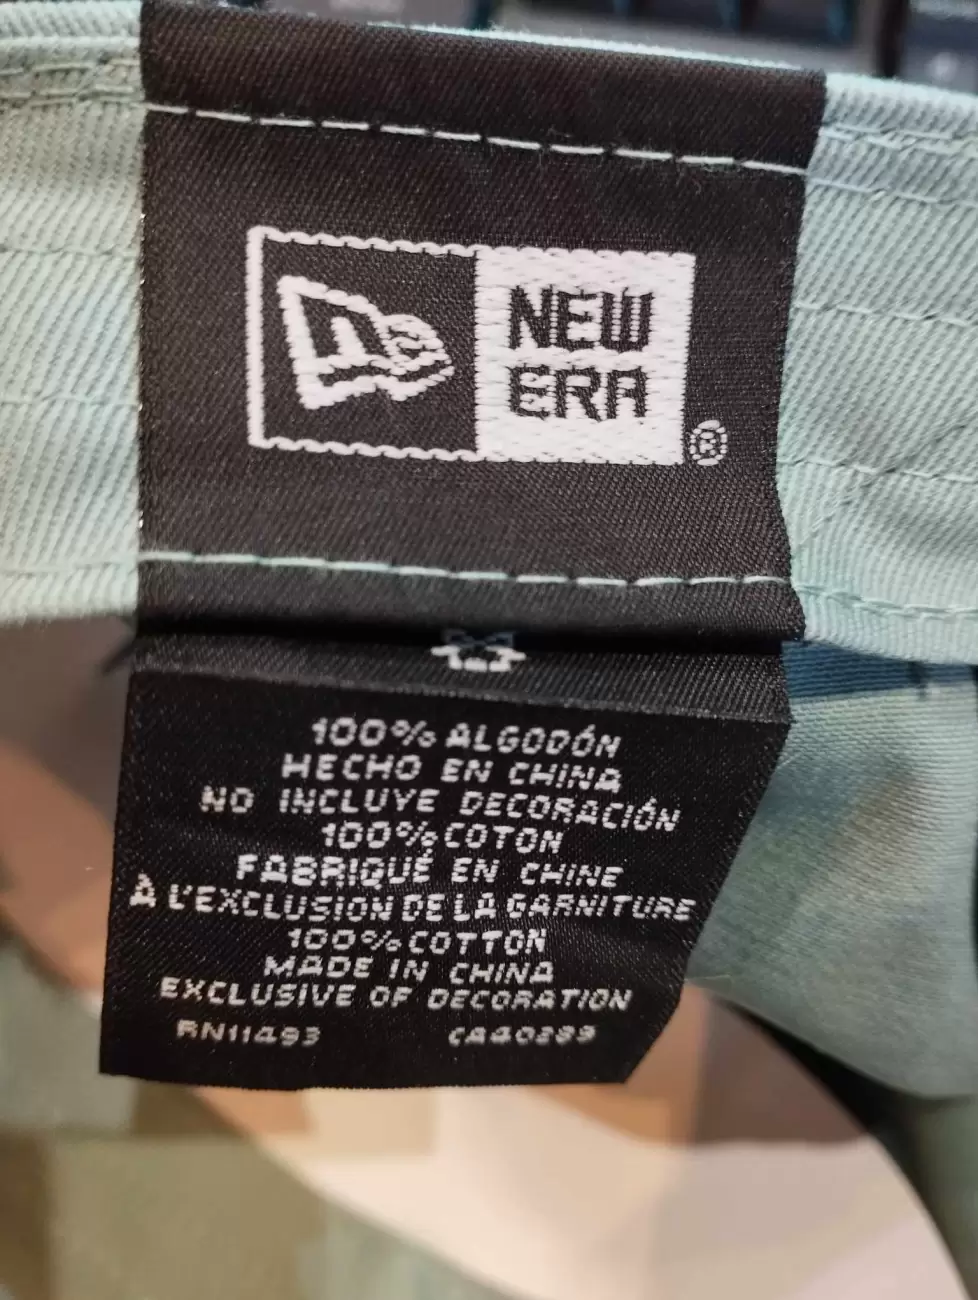 NEW
ERA
®
100% ALGODÓN
HECHO EN CHINA
NO INCLUYE DECORACIÓN
100% COTON
FABRIQUÉ EN CHINE
À L'EXCLUSION DE LA GARNITURE
100% COTTON
MADE IN CHINA
EXCLUSIVE OF DECORATION
RN11493 CA40299